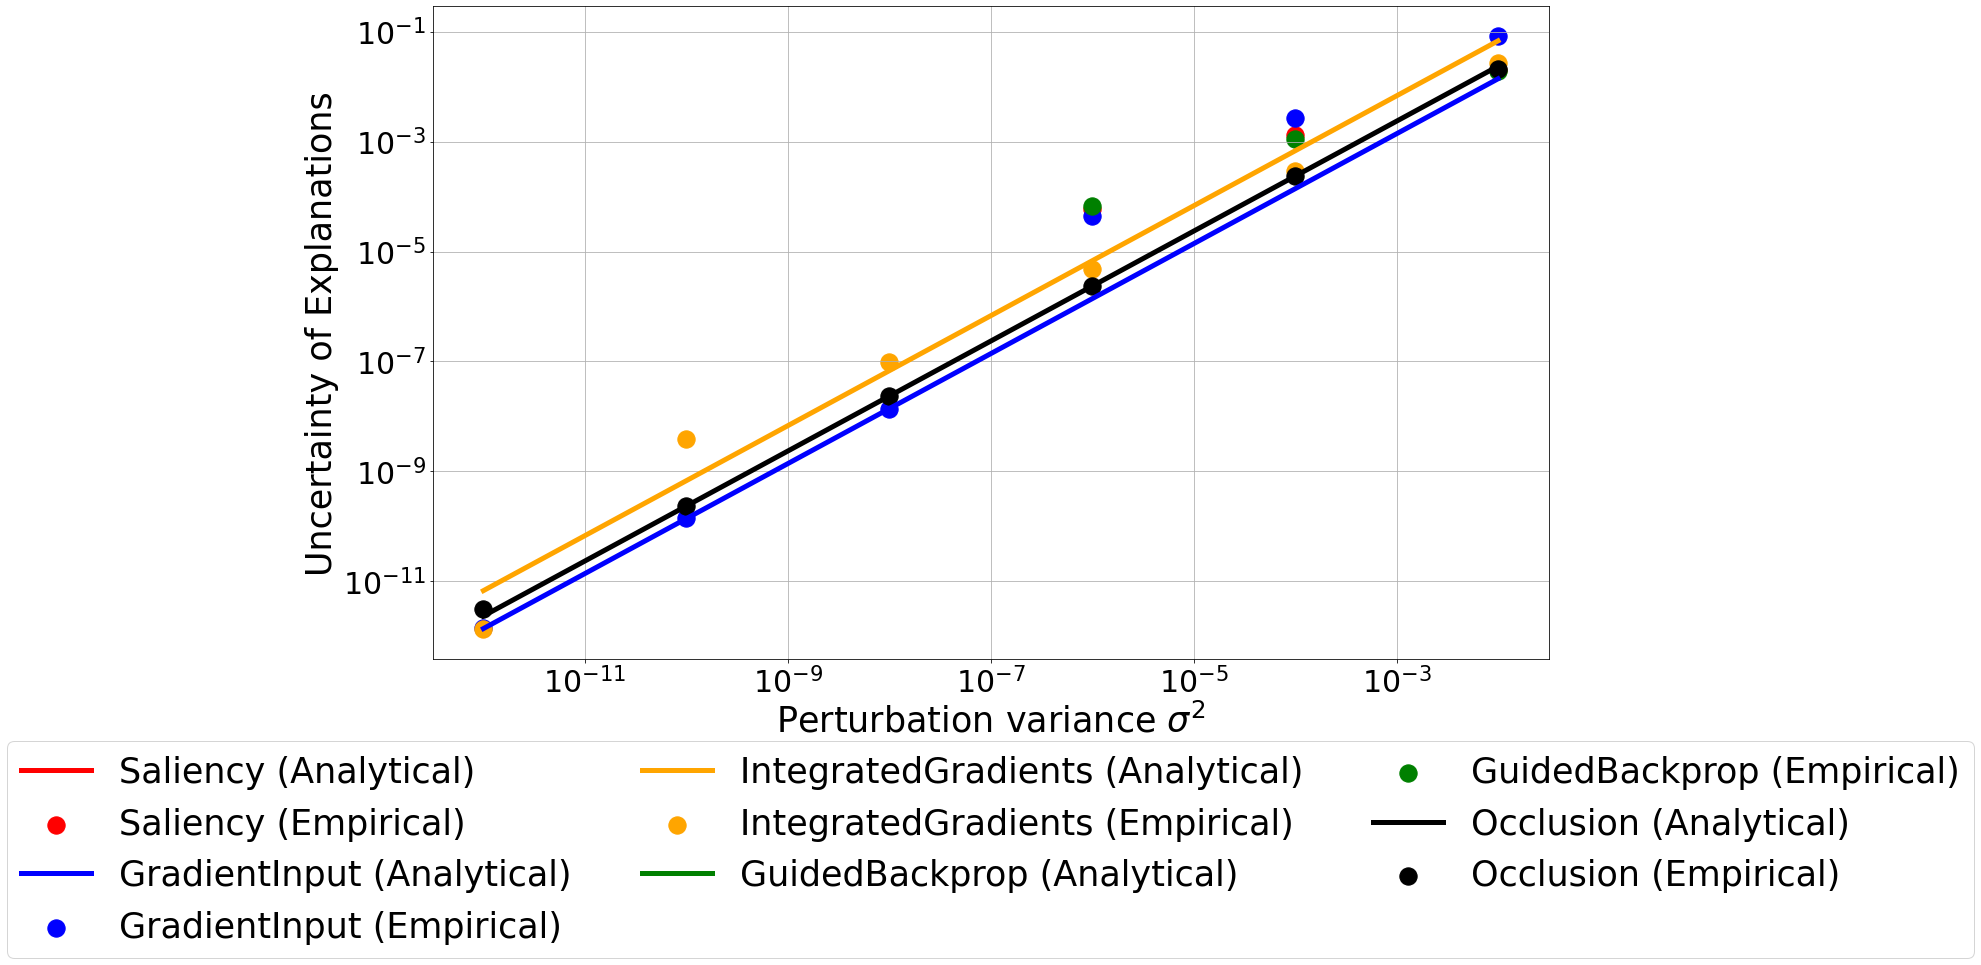 Uncertainty of Explanations
10⁻¹
10⁻³
10⁻⁵
10⁻⁷
10⁻⁹
10⁻¹¹
10⁻¹¹ 10⁻⁹ 10⁻⁷ 10⁻⁵ 10⁻³
Perturbation variance σ²
Saliency (Analytical)
Saliency (Empirical)
GradientInput (Analytical)
GradientInput (Empirical)
IntegratedGradients (Analytical)
IntegratedGradients (Empirical)
GuidedBackprop (Analytical)
GuidedBackprop (Empirical)
Occlusion (Analytical)
Occlusion (Empirical)